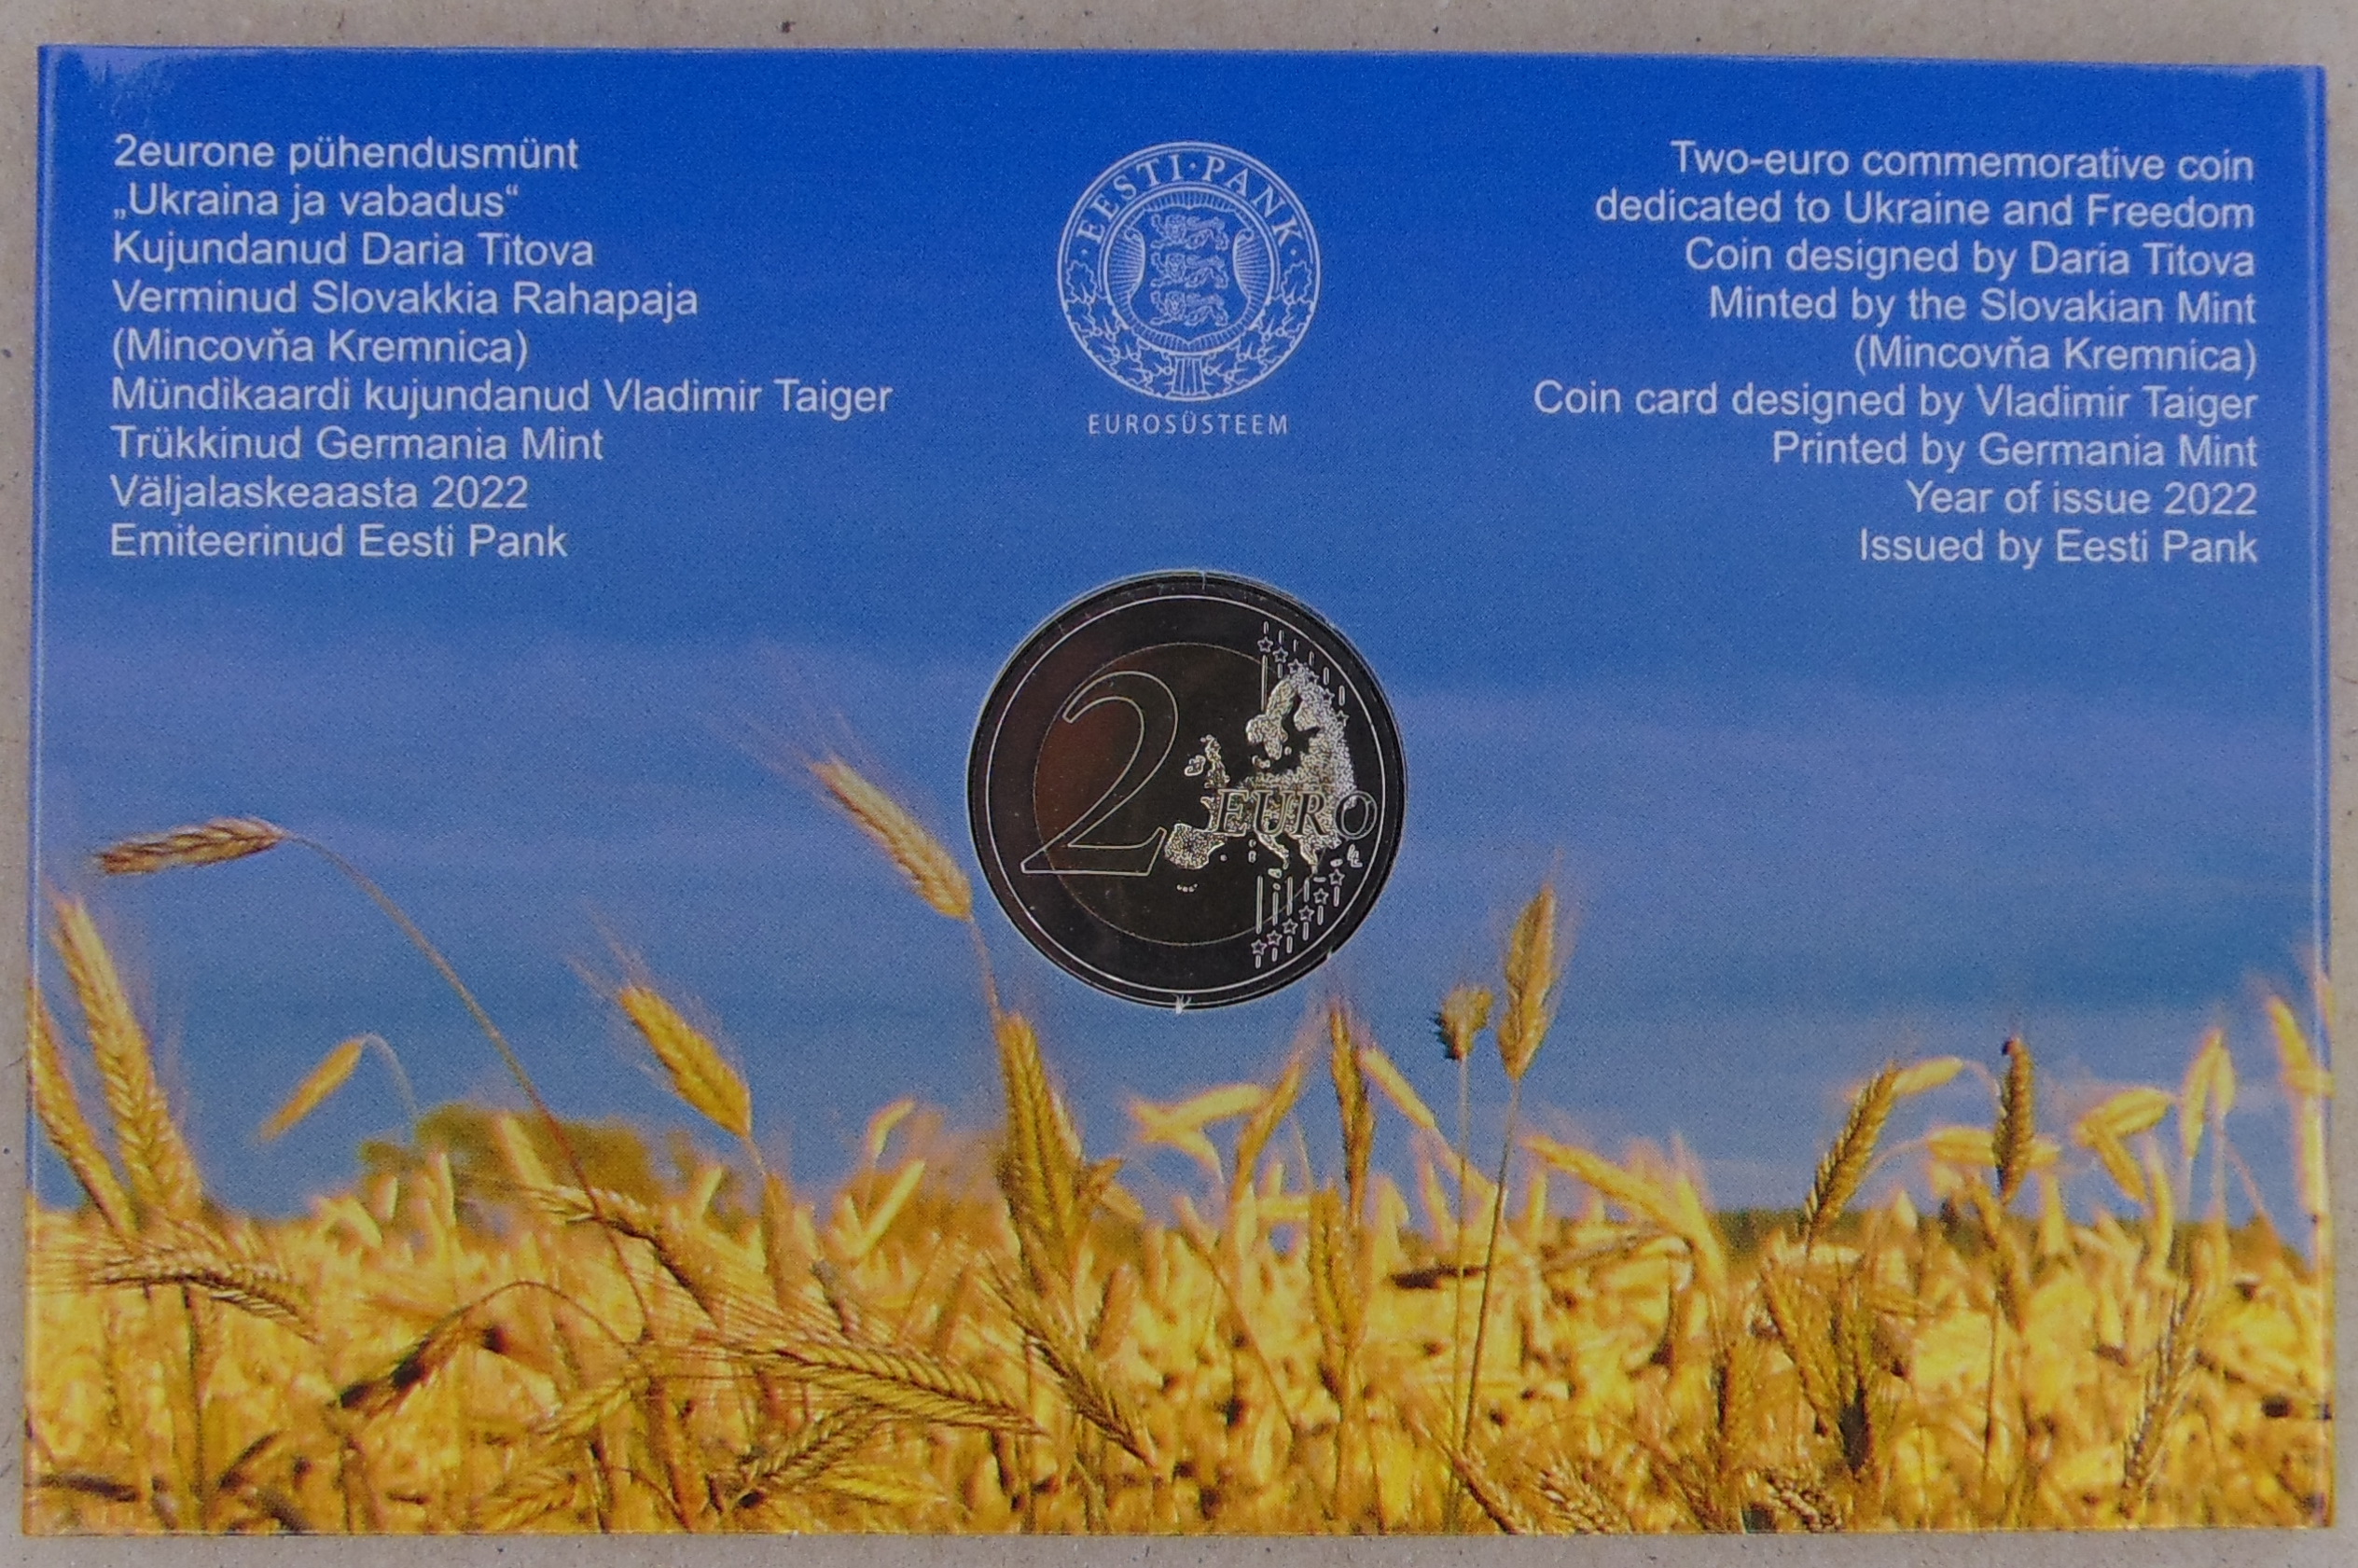 2eurone pühendusmünt
„Ukraina ja vabadus“
Kujundanud Daria Titova
Verminud Slovakkia Rahapaja
(Mincovňa Kremnica)
Mündikaardi kujundanud Vladimir Taiger
Trükkinud Germania Mint
Väljalaskeaasta 2022
Emiteerinud Eesti Pank
·EESTI·PANK·
EUROSÜSTEEM
Two-euro commemorative coin
dedicated to Ukraine and Freedom
Coin designed by Daria Titova
Minted by the Slovakian Mint
(Mincovňa Kremnica)
Coin card designed by Vladimir Taiger
Printed by Germania Mint
Year of issue 2022
Issued by Eesti Pank
2 EURO